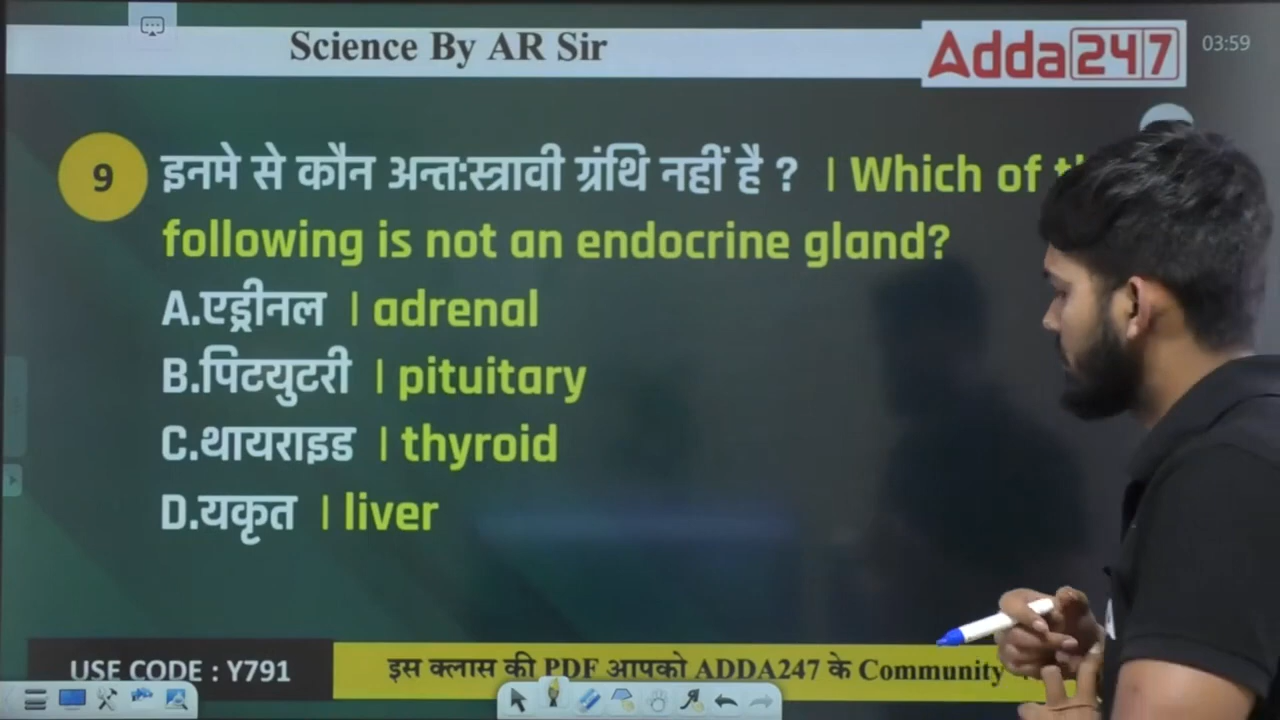 Science By AR Sir
Adda247
03:59
9
इनमे से कौन अन्त:स्त्रावी ग्रंथि नहीं है ? | Which of
following is not an endocrine gland?
A.एड्रीनल | adrenal
B.पिटयुटरी | pituitary
C.थायराइड | thyroid
D.यकृत | liver
USE CODE : Y791
इस क्लास की PDF आपको ADDA247 के Community